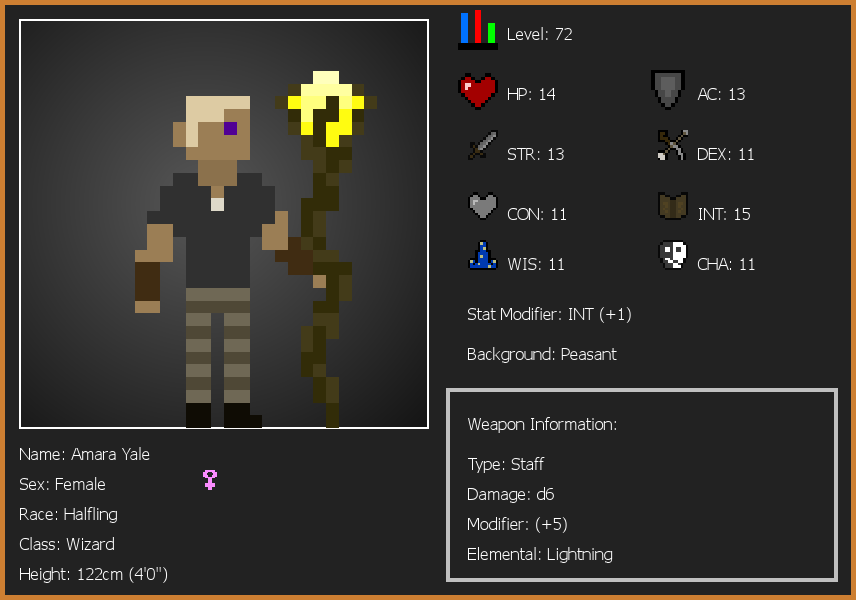 Level: 72
HP: 14
AC: 13
STR: 13
DEX: 11
CON: 11
INT: 15
WIS: 11
CHA: 11
Stat Modifier: INT (+1)
Background: Peasant
Weapon Information:
Type: Staff
Damage: d6
Modifier: (+5)
Elemental: Lightning
Name: Amara Yale
Sex: Female
Race: Halfling
Class: Wizard
Height: 122cm (4'0")